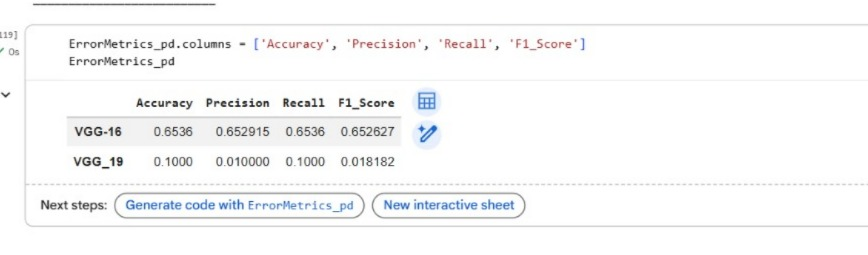 119]
0s
ErrorMetrics_pd.columns = ['Accuracy', 'Precision', 'Recall', 'F1_Score']
ErrorMetrics_pd
Accuracy Precision Recall F1_Score
VGG-16 0.6536 0.652915 0.6536 0.652627
VGG_19 0.1000 0.010000 0.1000 0.018182
Next steps: Generate code with ErrorMetrics_pd New interactive sheet